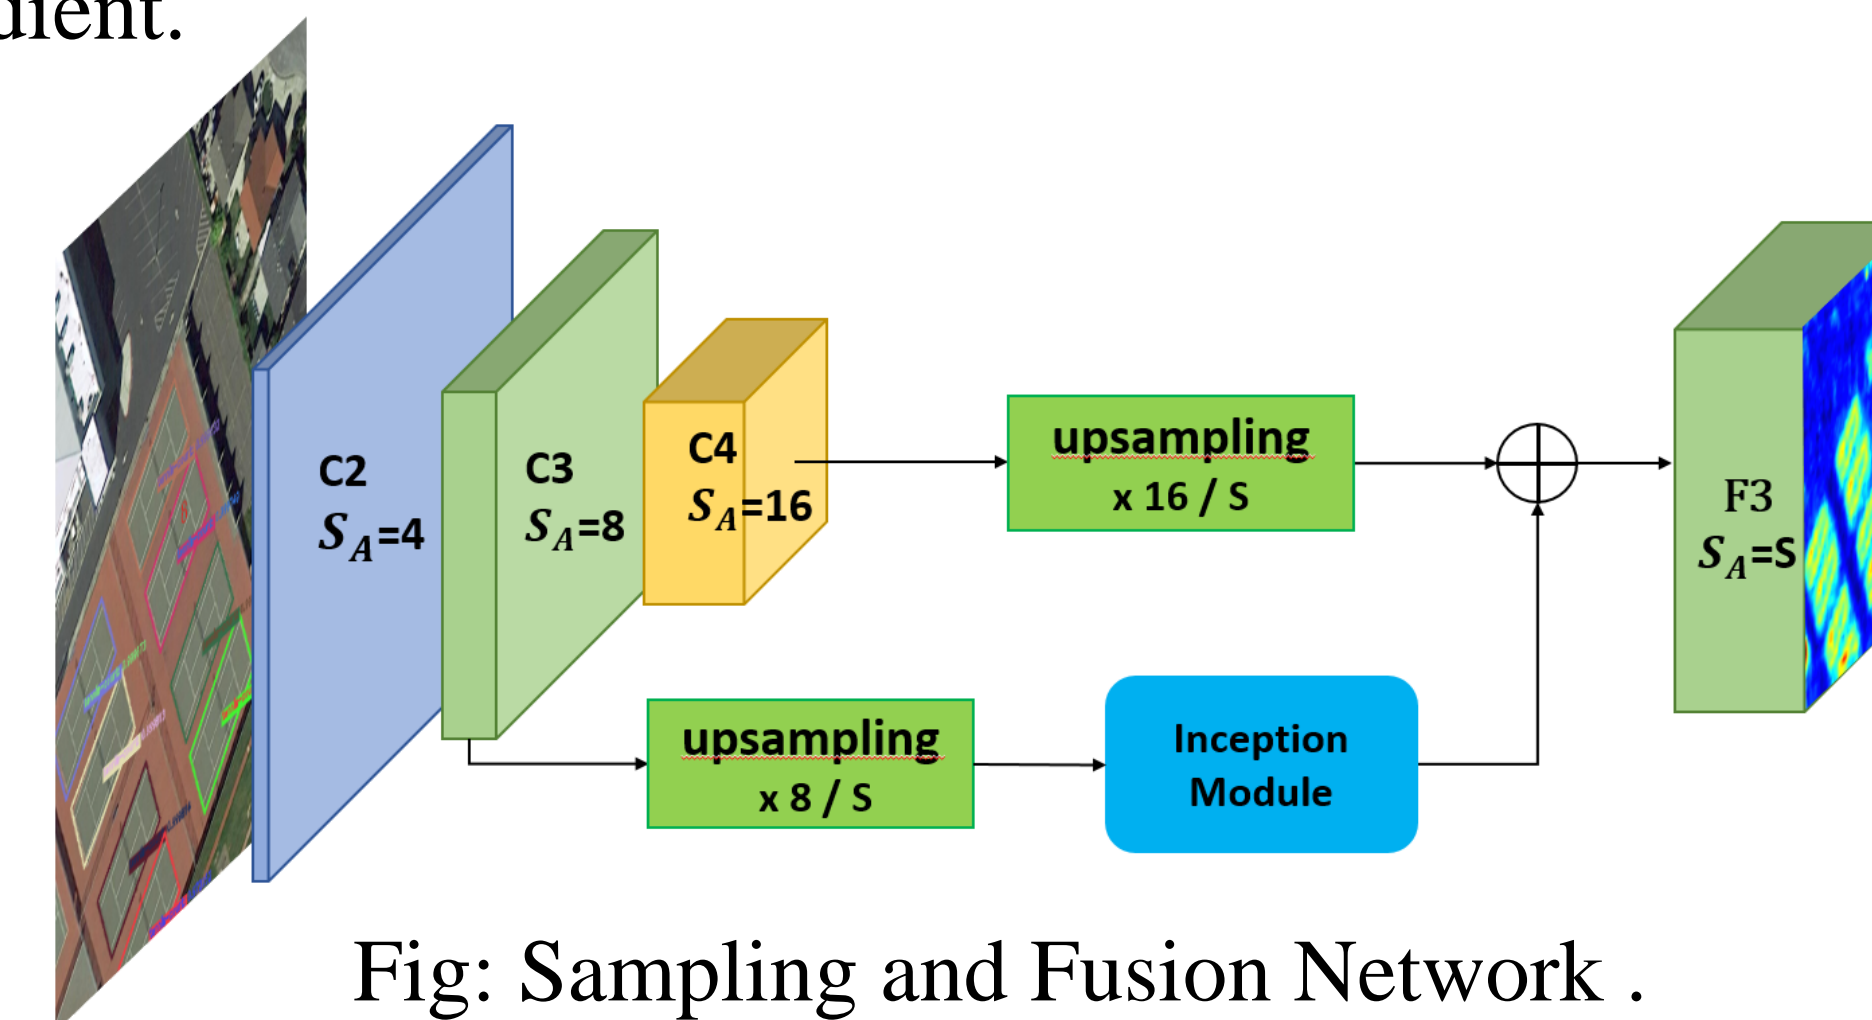 dient.
C2
S_A=4
C3
S_A=8
C4
S_A=16
upsampling
x 16 / S
upsampling
x 8 / S
Inception
Module
F3
S_A=S
Fig: Sampling and Fusion Network .